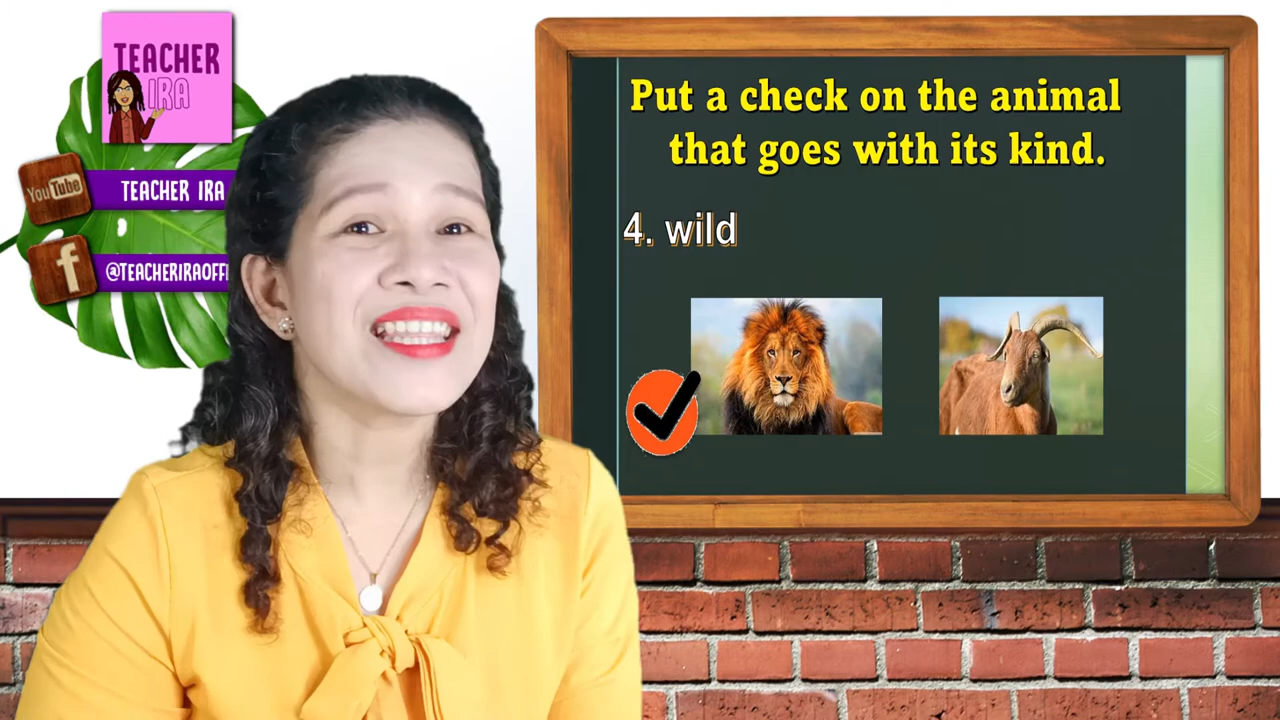 TEACHER
IRA
YouTube
TEACHER IRA
f
@TEACHERIRAOFFI
Put a check on the animal
that goes with its kind.
4. wild